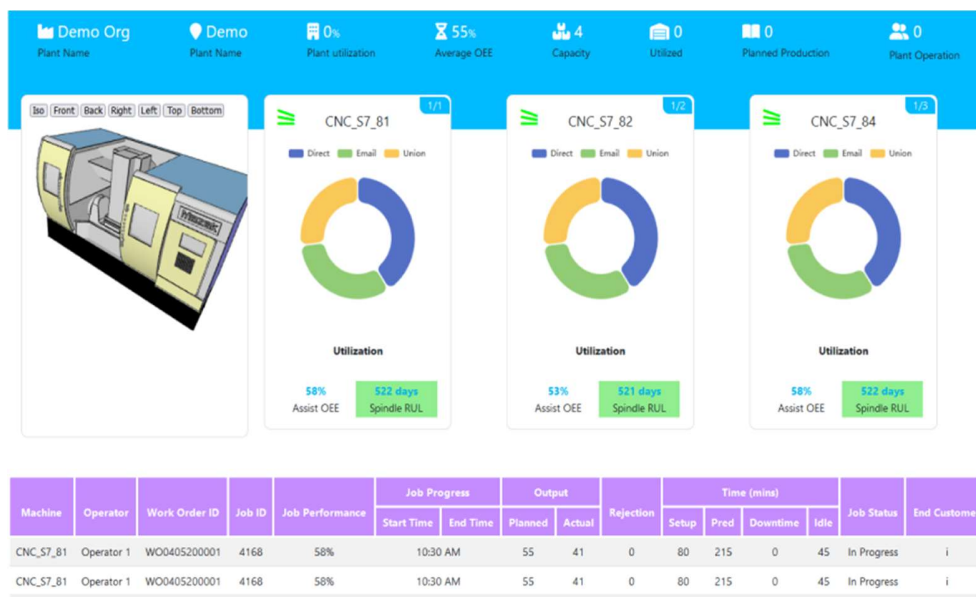 Demo Org Demo 0% 55% 4 0 0 0
Plant Name Plant Name Plant utilization Average OEE Capacity Utilized Planned Production Plant Operation
Iso Front Back Right Left Top Bottom
1/1
CNC_S7_81
Direct Email Union
Utilization
58% 522 days
Assist OEE Spindle RUL
1/2
CNC_S7_82
Direct Email Union
Utilization
53% 521 days
Assist OEE Spindle RUL
1/3
CNC_S7_84
Direct Email Union
Utilization
58% 522 days
Assist OEE Spindle RUL
Job Progress Output Time (mins)
Machine Operator Work Order ID Job ID Job Performance Rejection Job Status End Custome
Start Time End Time Planned Actual Setup Pred Downtime Idle
CNC_S7_81 Operator 1 WO0405200001 4168 58% 10:30 AM 55 41 0 80 215 0 45 In Progress i
CNC_S7_81 Operator 1 WO0405200001 4168 58% 10:30 AM 55 41 0 80 215 0 45 In Progress i